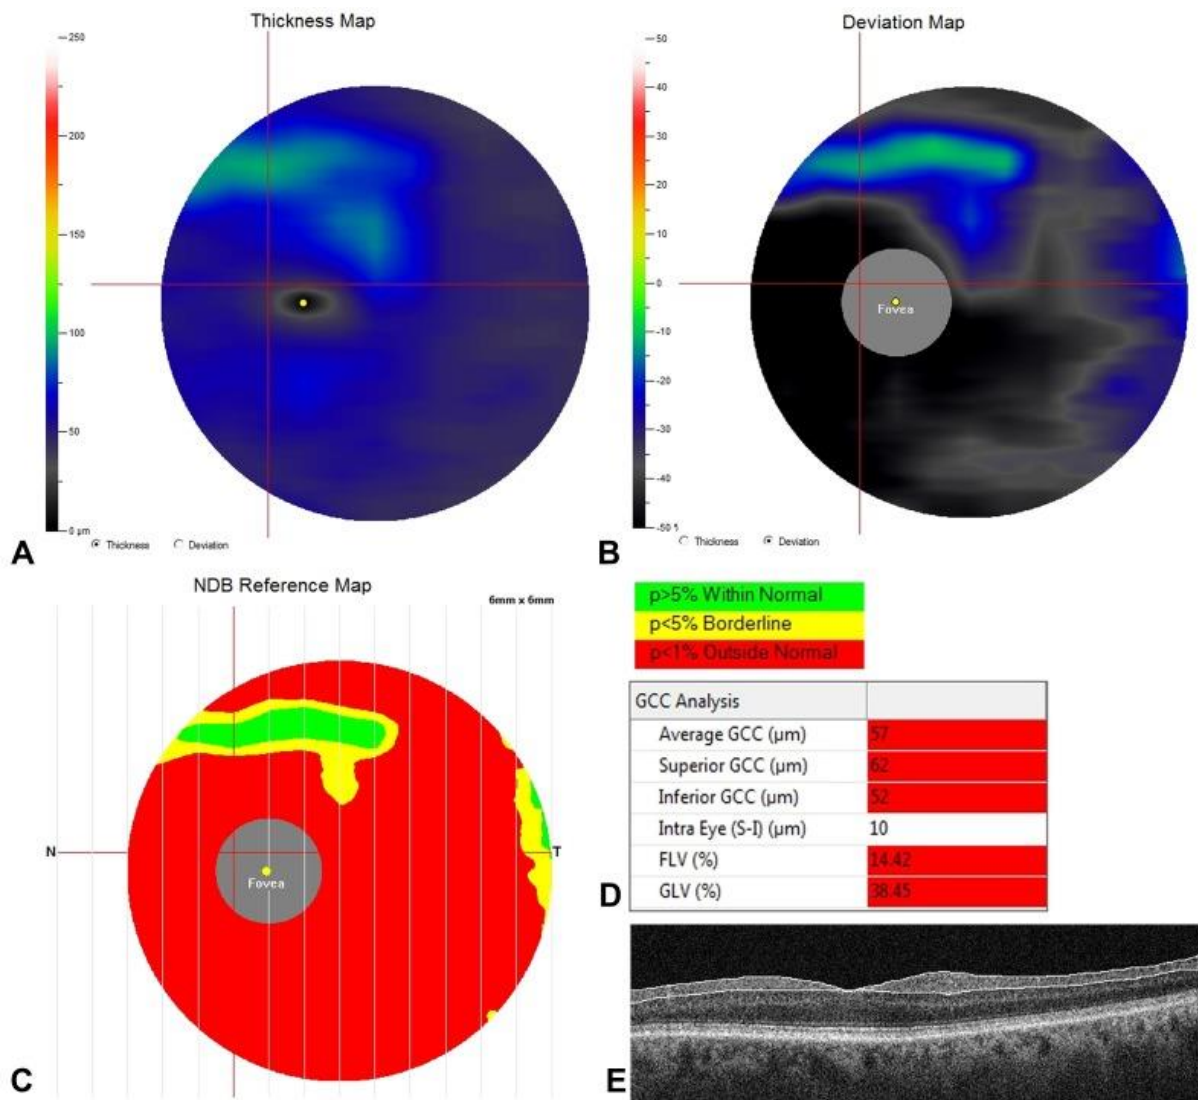 Thickness Map
250
200
150
100
50
0 µm
A
Thickness
Deviation
Deviation Map
50
40
30
20
10
0
-10
-20
-30
-40
-50
Fovea
B
Thickness
Deviation
NDB Reference Map
6mm x 6mm
N
T
Fovea
C
p>5% Within Normal
p<5% Borderline
p<1% Outside Normal
GCC Analysis
Average GCC (µm) 57
Superior GCC (µm) 62
Inferior GCC (µm) 52
Intra Eye (S-I) (µm) 10
FLV (%) 14.42
GLV (%) 38.45
D
E